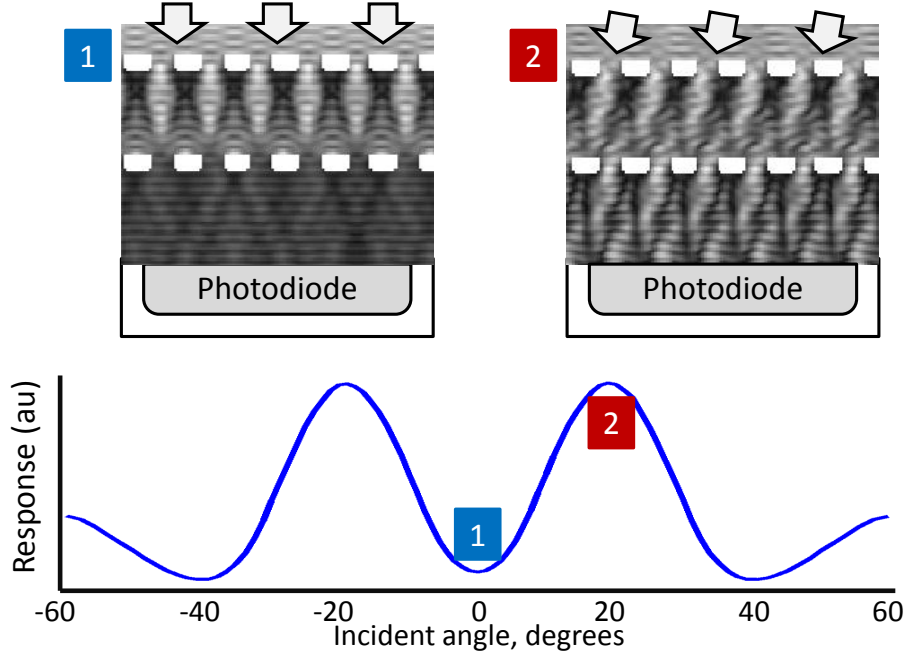 1
2
Photodiode
Photodiode
Response (au)
1
2
-60
-40
-20
0
20
40
60
Incident angle, degrees